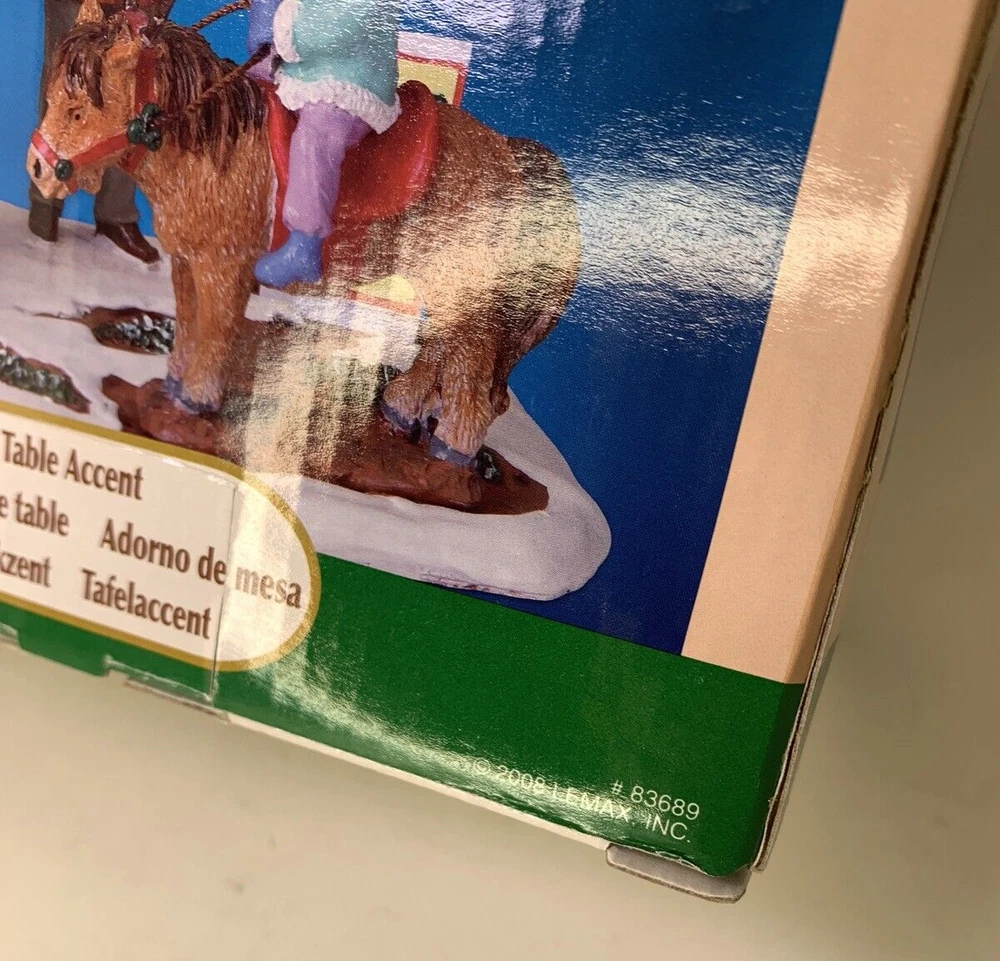 Table Accent
e table Adorno de mesa
kzent Tafelaccent
# 83689
© 2008 LEMAX, INC.